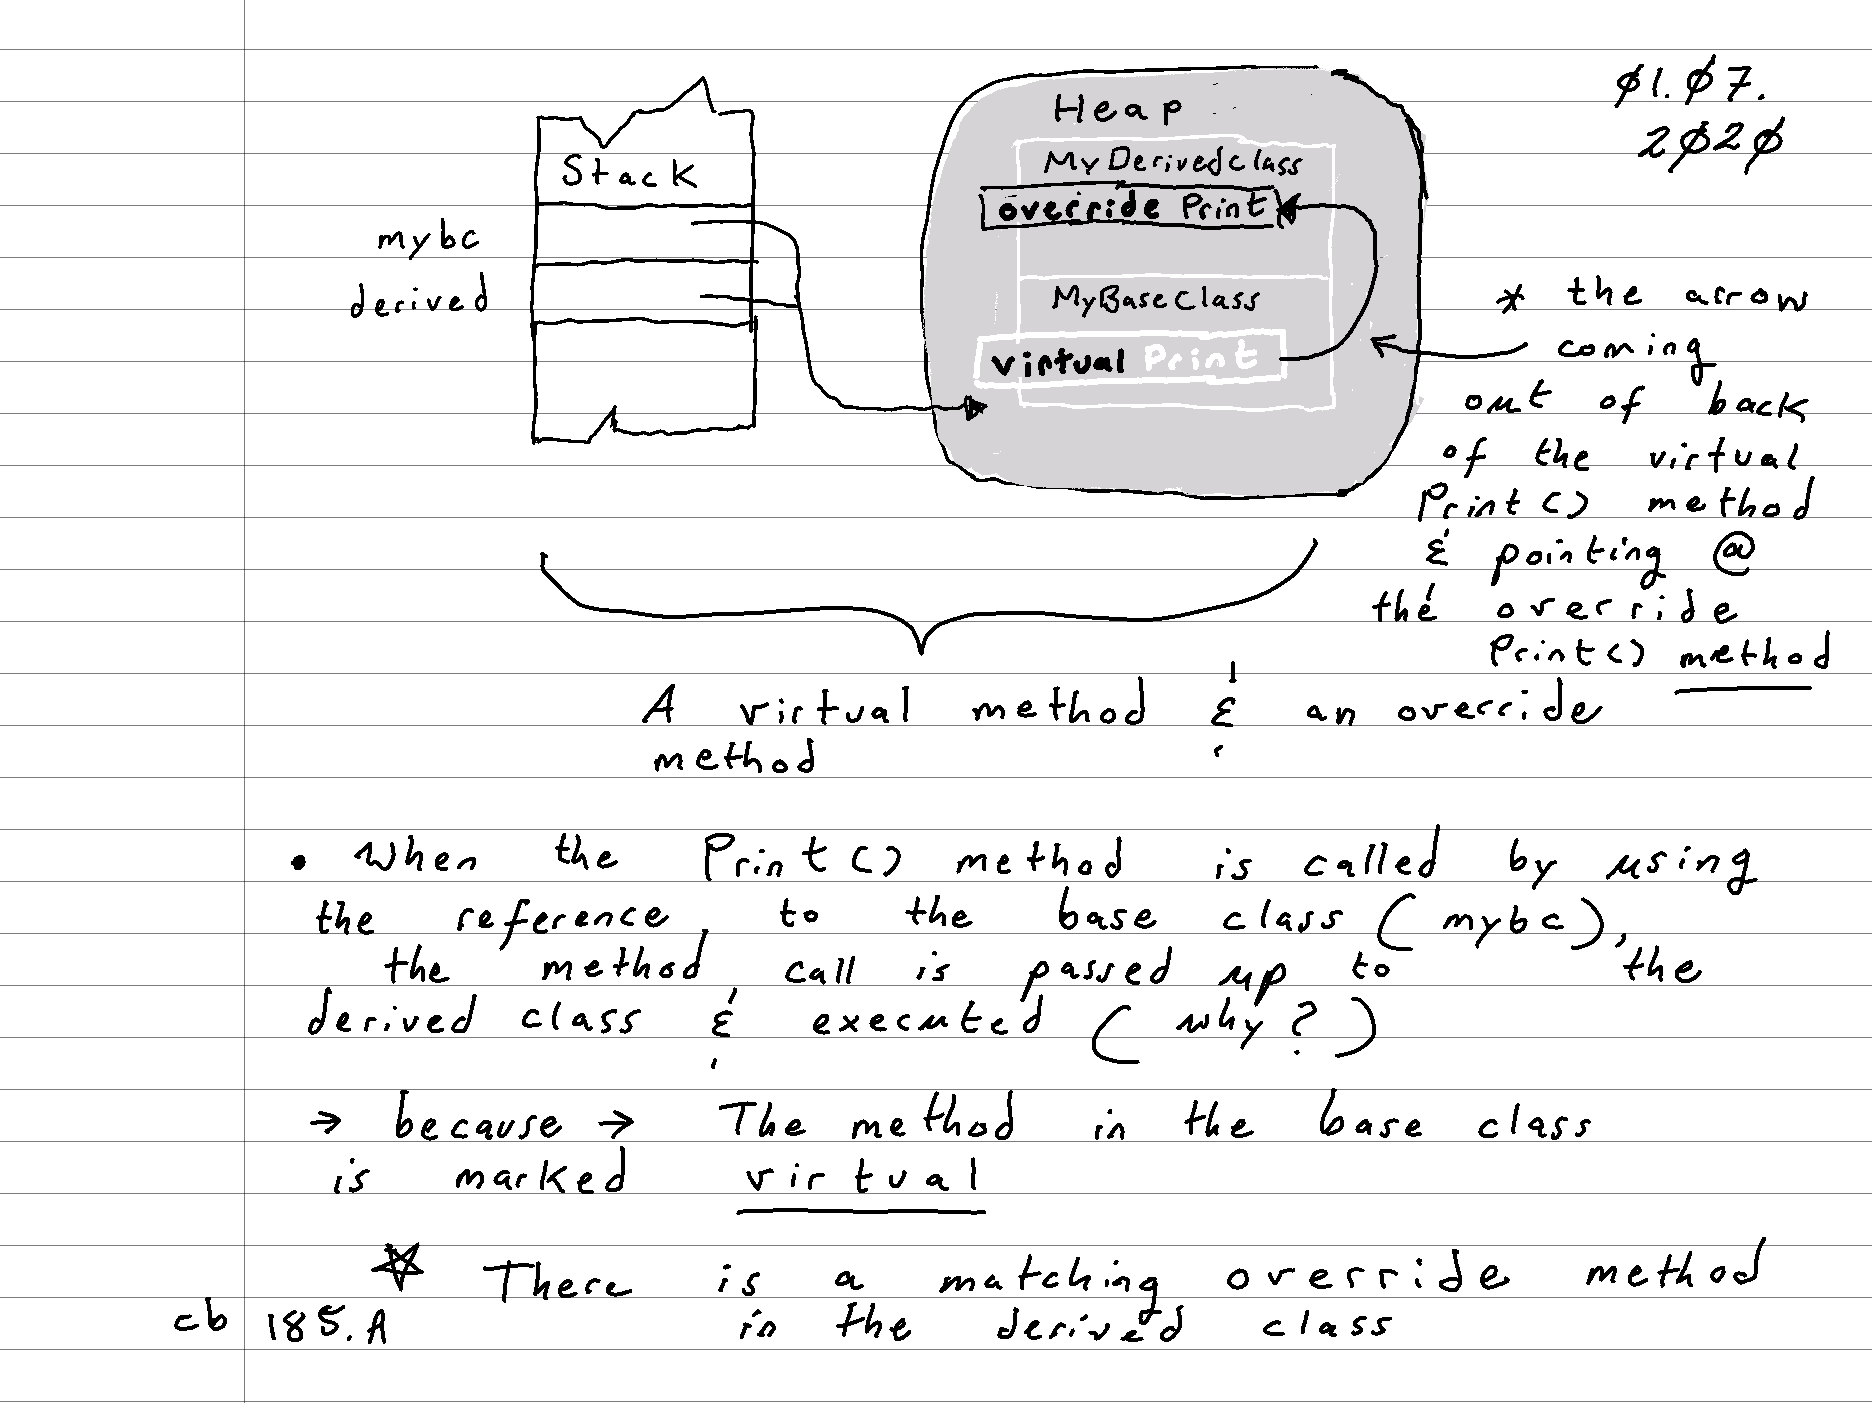 Ø1.Ø7.
2Ø2Ø
Heap
Stack
MyDerivedclass
override Print
mybc
derived
MyBaseClass
virtual Print
* the arrow
coming
out of back
of the virtual
Print() method
& pointing @
the override
Print() method
A virtual method & an override
method
• When the Print() method is called by using
the reference to the base class (mybc),
the method call is passed up to the
derived class & executed (why?)
→ because → The method in the base class
is marked virtual
☆ There is a matching override method
in the derived class
cb 185.A